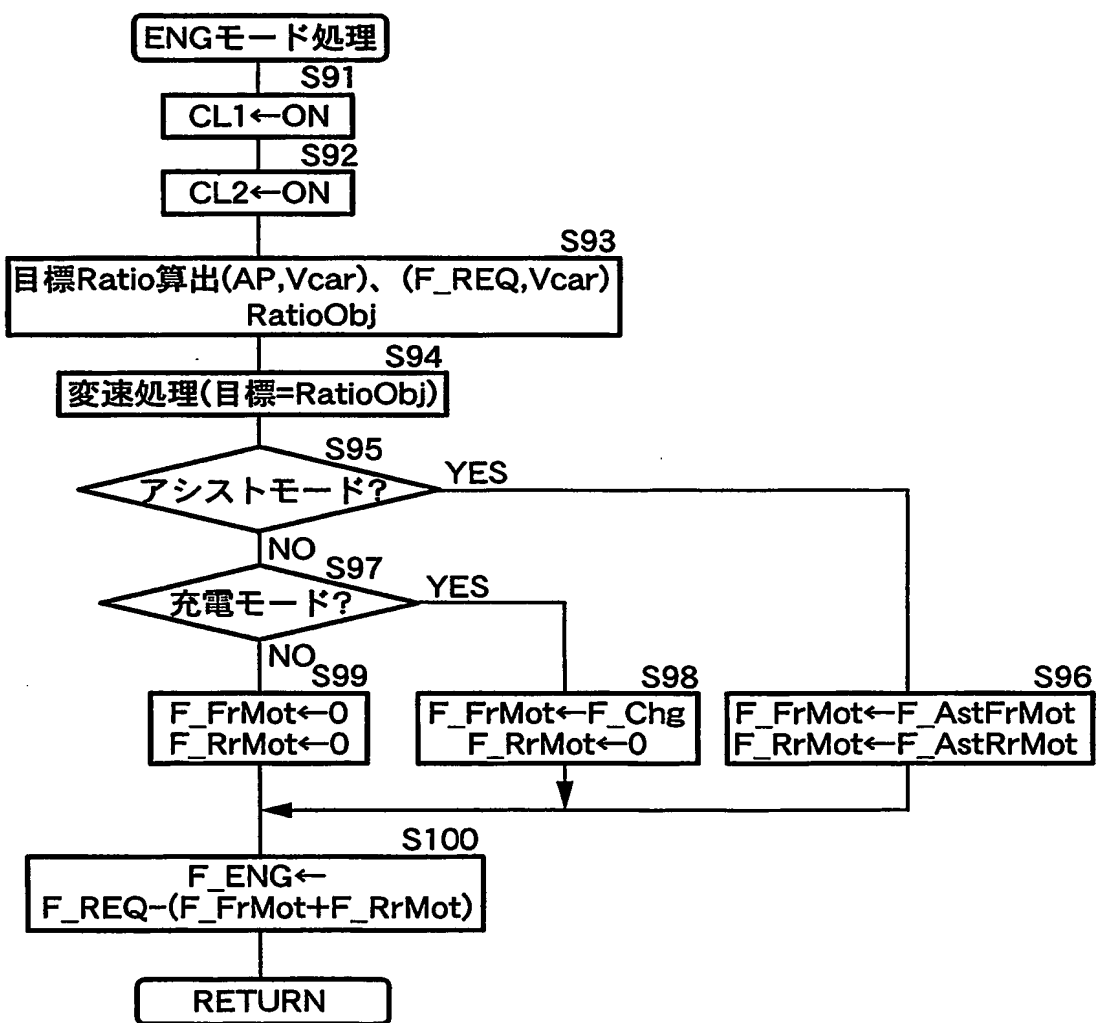 ENGモード処理
S91
CL1←ON
S92
CL2←ON
S93
目標Ratio算出(AP,Vcar)、(F_REQ,Vcar)
RatioObj
S94
変速処理(目標=RatioObj)
S95
アシストモード?
YES
NO
S97
充電モード?
YES
NO
S99
F_FrMot←0
F_RrMot←0
S98
F_FrMot←F_Chg
F_RrMot←0
S96
F_FrMot←F_AstFrMot
F_RrMot←F_AstRrMot
S100
F_ENG←
F_REQ-(F_FrMot+F_RrMot)
RETURN